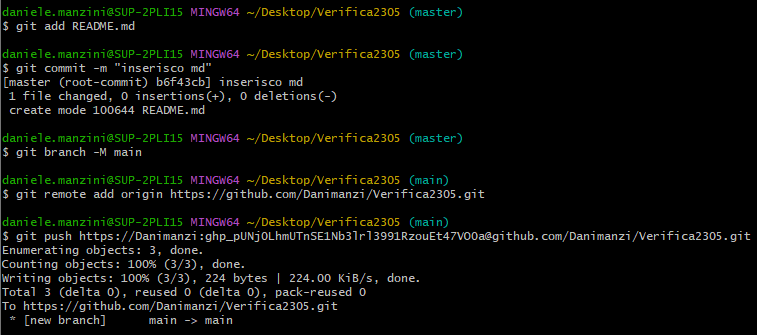 daniele.manzini@SUP-2PLI15 MINGW64 ~/Desktop/Verifica2305 (master)
$ git add README.md
daniele.manzini@SUP-2PLI15 MINGW64 ~/Desktop/Verifica2305 (master)
$ git commit -m "inserisco md"
[master (root-commit) b6f43cb] inserisco md
1 file changed, 0 insertions(+), 0 deletions(-)
create mode 100644 README.md
daniele.manzini@SUP-2PLI15 MINGW64 ~/Desktop/Verifica2305 (master)
$ git branch -M main
daniele.manzini@SUP-2PLI15 MINGW64 ~/Desktop/Verifica2305 (main)
$ git remote add origin https://github.com/Danimanzi/Verifica2305.git
daniele.manzini@SUP-2PLI15 MINGW64 ~/Desktop/Verifica2305 (main)
$ git push https://Danimanzi:@github.com/Danimanzi/Verifica2305.git
Enumerating objects: 3, done.
Counting objects: 100% (3/3), done.
Writing objects: 100% (3/3), 224 bytes | 224.00 KiB/s, done.
Total 3 (delta 0), reused 0 (delta 0), pack-reused 0
To https://github.com/Danimanzi/Verifica2305.git
* [new branch]      main -> main